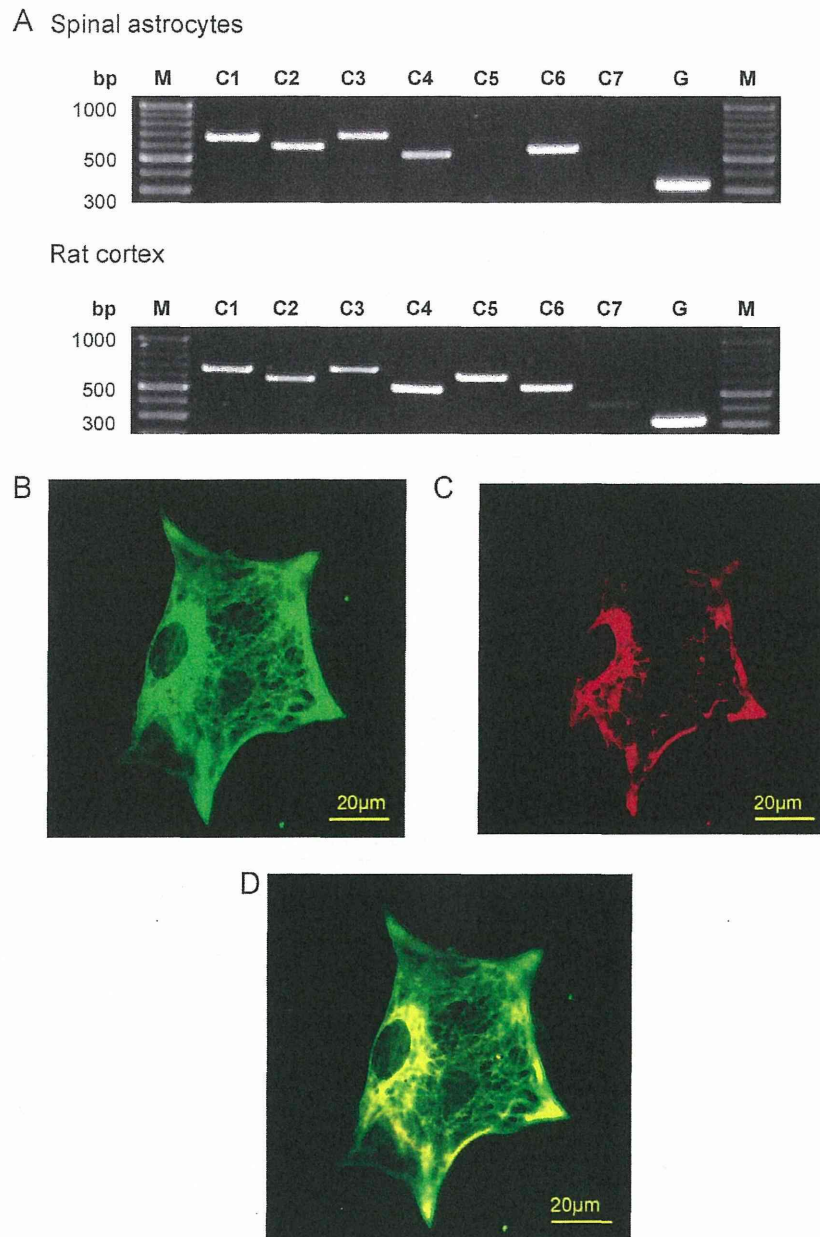 A Spinal astrocytes
bp M C1 C2 C3 C4 C5 C6 C7 G M
1000
500
300
Rat cortex
bp M C1 C2 C3 C4 C5 C6 C7 G M
1000
500
300
B
20µm
C
20µm
D
20µm